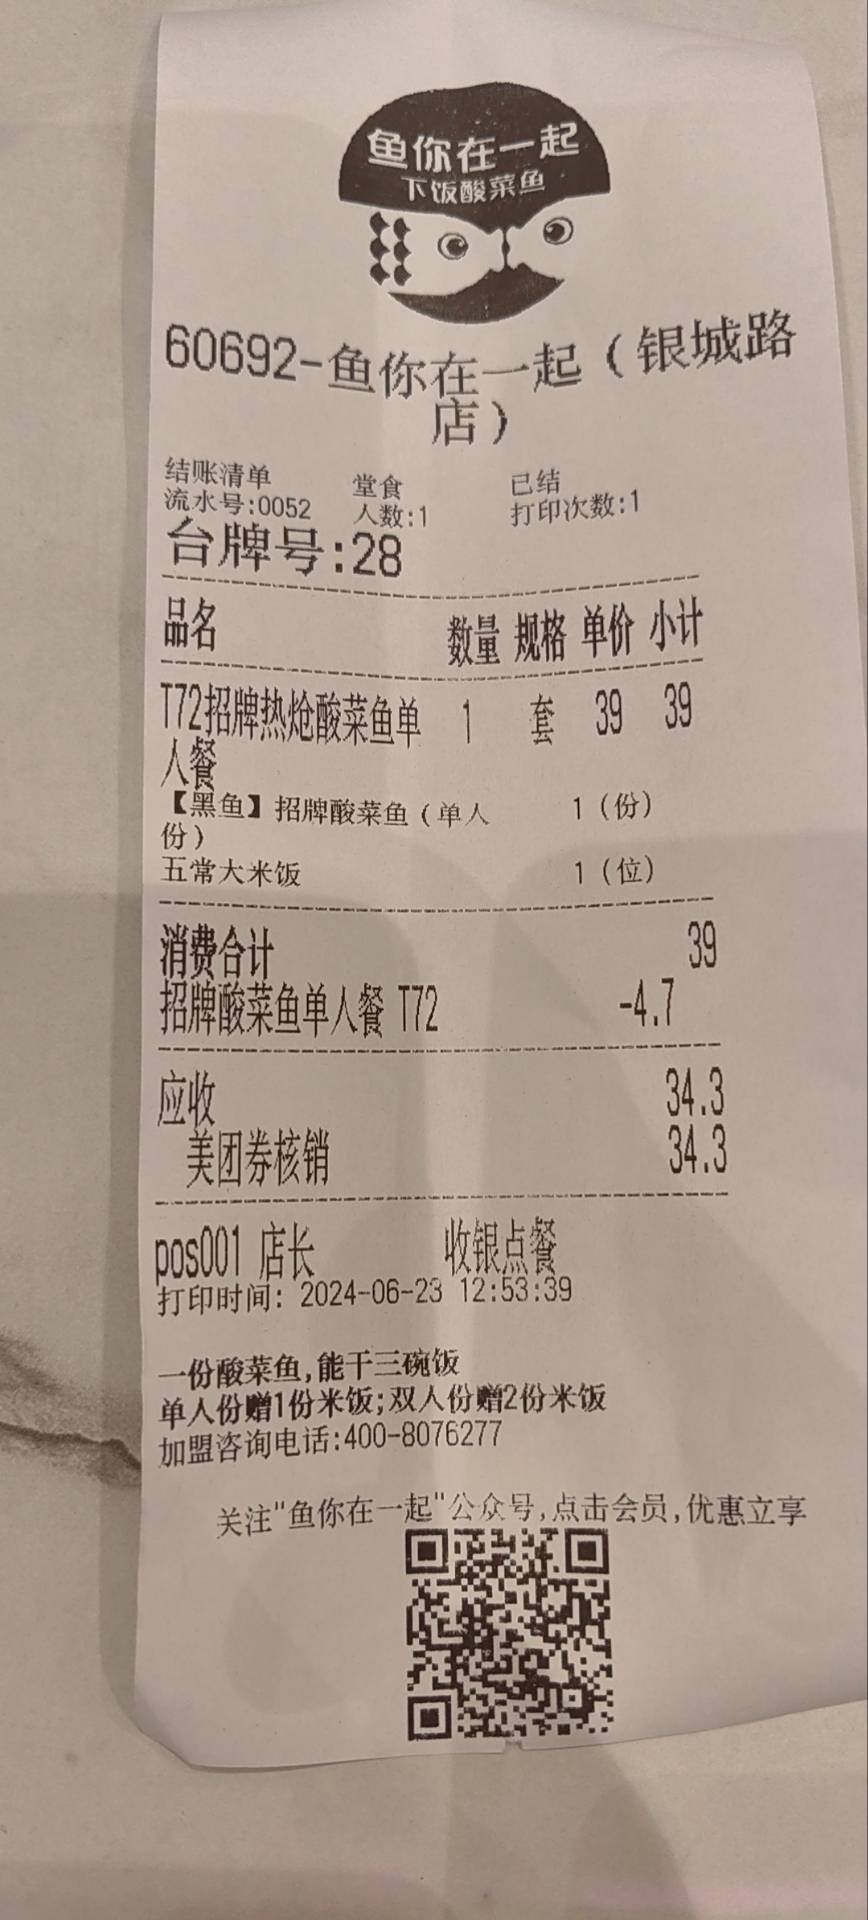 鱼你在一起
下饭酸菜鱼
60692-鱼你在一起（银城路
店）
结账清单 堂食 已结
流水号:0052 人数:1 打印次数:1
台牌号:28
品名 数量 规格 单价 小计
T72招牌热炝酸菜鱼单 1 套 39 39
人餐
【黑鱼】招牌酸菜鱼（单人 1（份）
份）
五常大米饭 1（位）
消费合计 39
招牌酸菜鱼单人餐 T72 -4.7
应收 34.3
美团券核销 34.3
pos001 店长 收银点餐
打印时间: 2024-06-23 12:53:39
一份酸菜鱼,能干三碗饭
单人份赠1份米饭;双人份赠2份米饭
加盟咨询电话:400-8076277
关注"鱼你在一起"公众号,点击会员,优惠立享